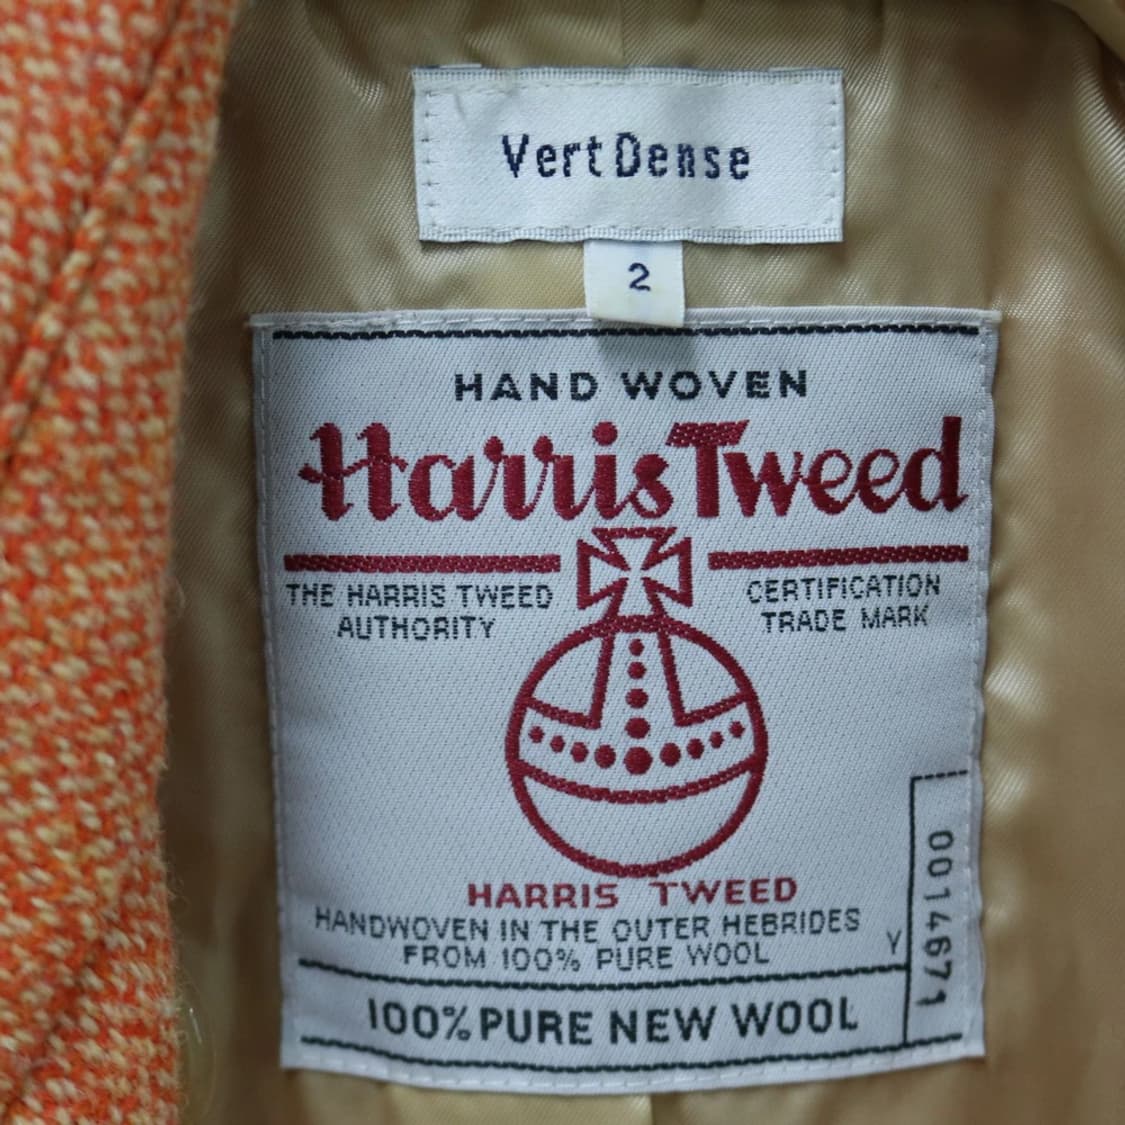 Vert Dense
2
HAND WOVEN
Harris Tweed
THE HARRIS TWEED
AUTHORITY
CERTIFICATION
TRADE MARK
HARRIS TWEED
HANDWOVEN IN THE OUTER HEBRIDES
FROM 100% PURE WOOL
Y
0014671
100% PURE NEW WOOL